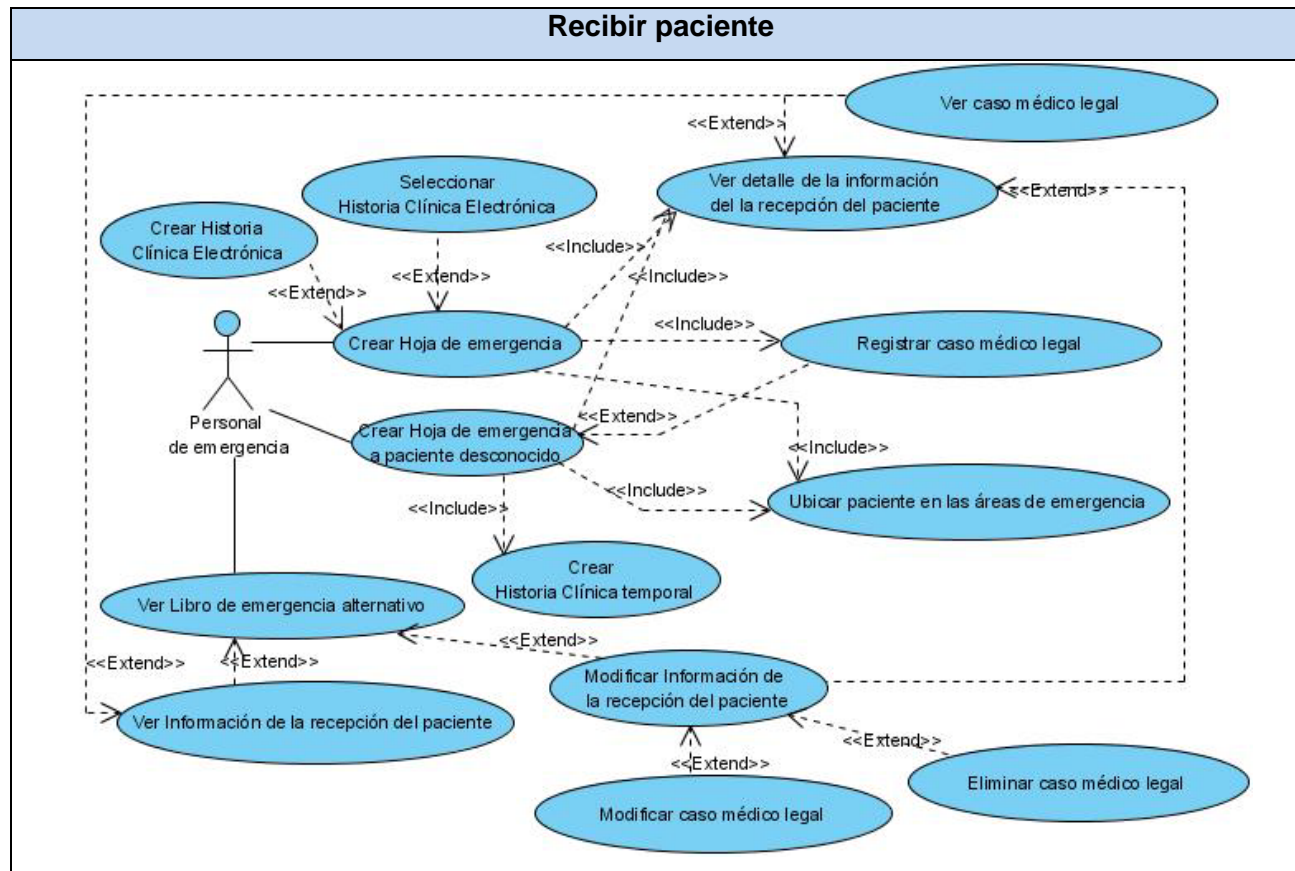 Recibir paciente
Ver caso médico legal
<<Extend>>
Seleccionar
Historia Clínica Electrónica
Ver detalle de la información
del la recepción del paciente
<<Extend>>
Crear Historia
Clínica Electrónica
<<Include>>
<<Extend>>
<<Include>>
<<Extend>>
Crear Hoja de emergencia
<<Include>>
Registrar caso médico legal
Personal
de emergencia
<<Extend>>
Crear Hoja de emergencia
a paciente desconocido
<<Include>>
<<Include>>
Ubicar paciente en las áreas de emergencia
<<Include>>
Crear
Historia Clínica temporal
Ver Libro de emergencia alternativo
<<Extend>>
<<Extend>>
<<Extend>>
Modificar Información de
la recepción del paciente
Ver Información de la recepción del paciente
<<Extend>>
<<Extend>>
Eliminar caso médico legal
Modificar caso médico legal